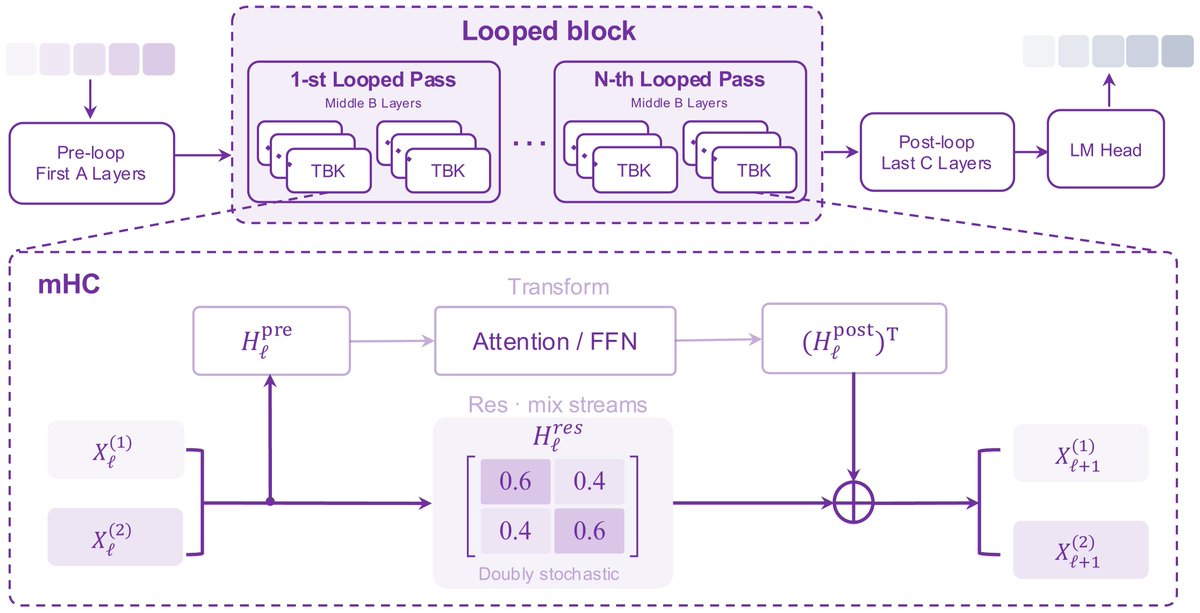 Looped block
1-st Looped Pass
Middle B Layers
TBK
TBK
...
N-th Looped Pass
Middle B Layers
TBK
TBK
Pre-loop
First A Layers
Post-loop
Last C Layers
LM Head
mHC
Transform
H_ℓ^pre
Attention / FFN
(H_ℓ^post)^T
Res · mix streams
H_ℓ^res
0.6 0.4
0.4 0.6
Doubly stochastic
X_ℓ^(1)
X_ℓ^(2)
X_ℓ+1^(1)
X_ℓ+1^(2)